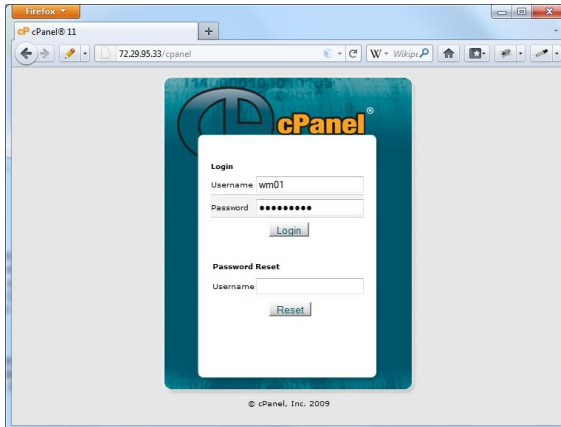 Firefox
cP cPanel® 11
72.29.95.33/cpanel
W Wikipe
cPanel®
Login
Username wm01
Password •••••••••
Login
Password Reset
Username
Reset
© cPanel, Inc. 2009